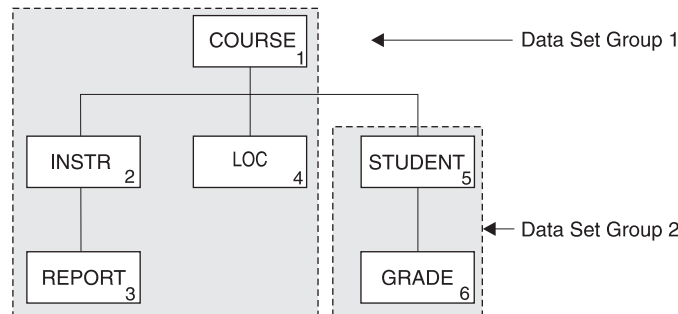 COURSE
1
Data Set Group 1
INSTR
2
LOC
4
STUDENT
5
Data Set Group 2
REPORT
3
GRADE
6